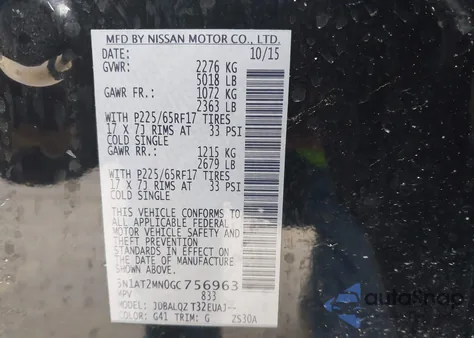 MFD BY NISSAN MOTOR CO., LTD.
DATE: 10/15
GVWR: 2276 KG
5018 LB
GAWR FR.: 1072 KG
2363 LB
WITH P225/65RF17 TIRES
17 X 7J RIMS AT 33 PSI
COLD SINGLE
GAWR RR.: 1215 KG
2679 LB
WITH P225/65RF17 TIRES
17 X 7J RIMS AT 33 PSI
COLD SINGLE
THIS VEHICLE CONFORMS TO
ALL APPLICABLE FEDERAL
MOTOR VEHICLE SAFETY AND
THEFT PREVENTION
STANDARDS IN EFFECT ON
THE DATE OF MANUFACTURE
SHOWN ABOVE.
5N1AT2MN0GC756963
MPV 833
MODEL: JDBALQZ T32EUAJ--
COLOR: G41 TRIM: G ZS30A
AutoSnap